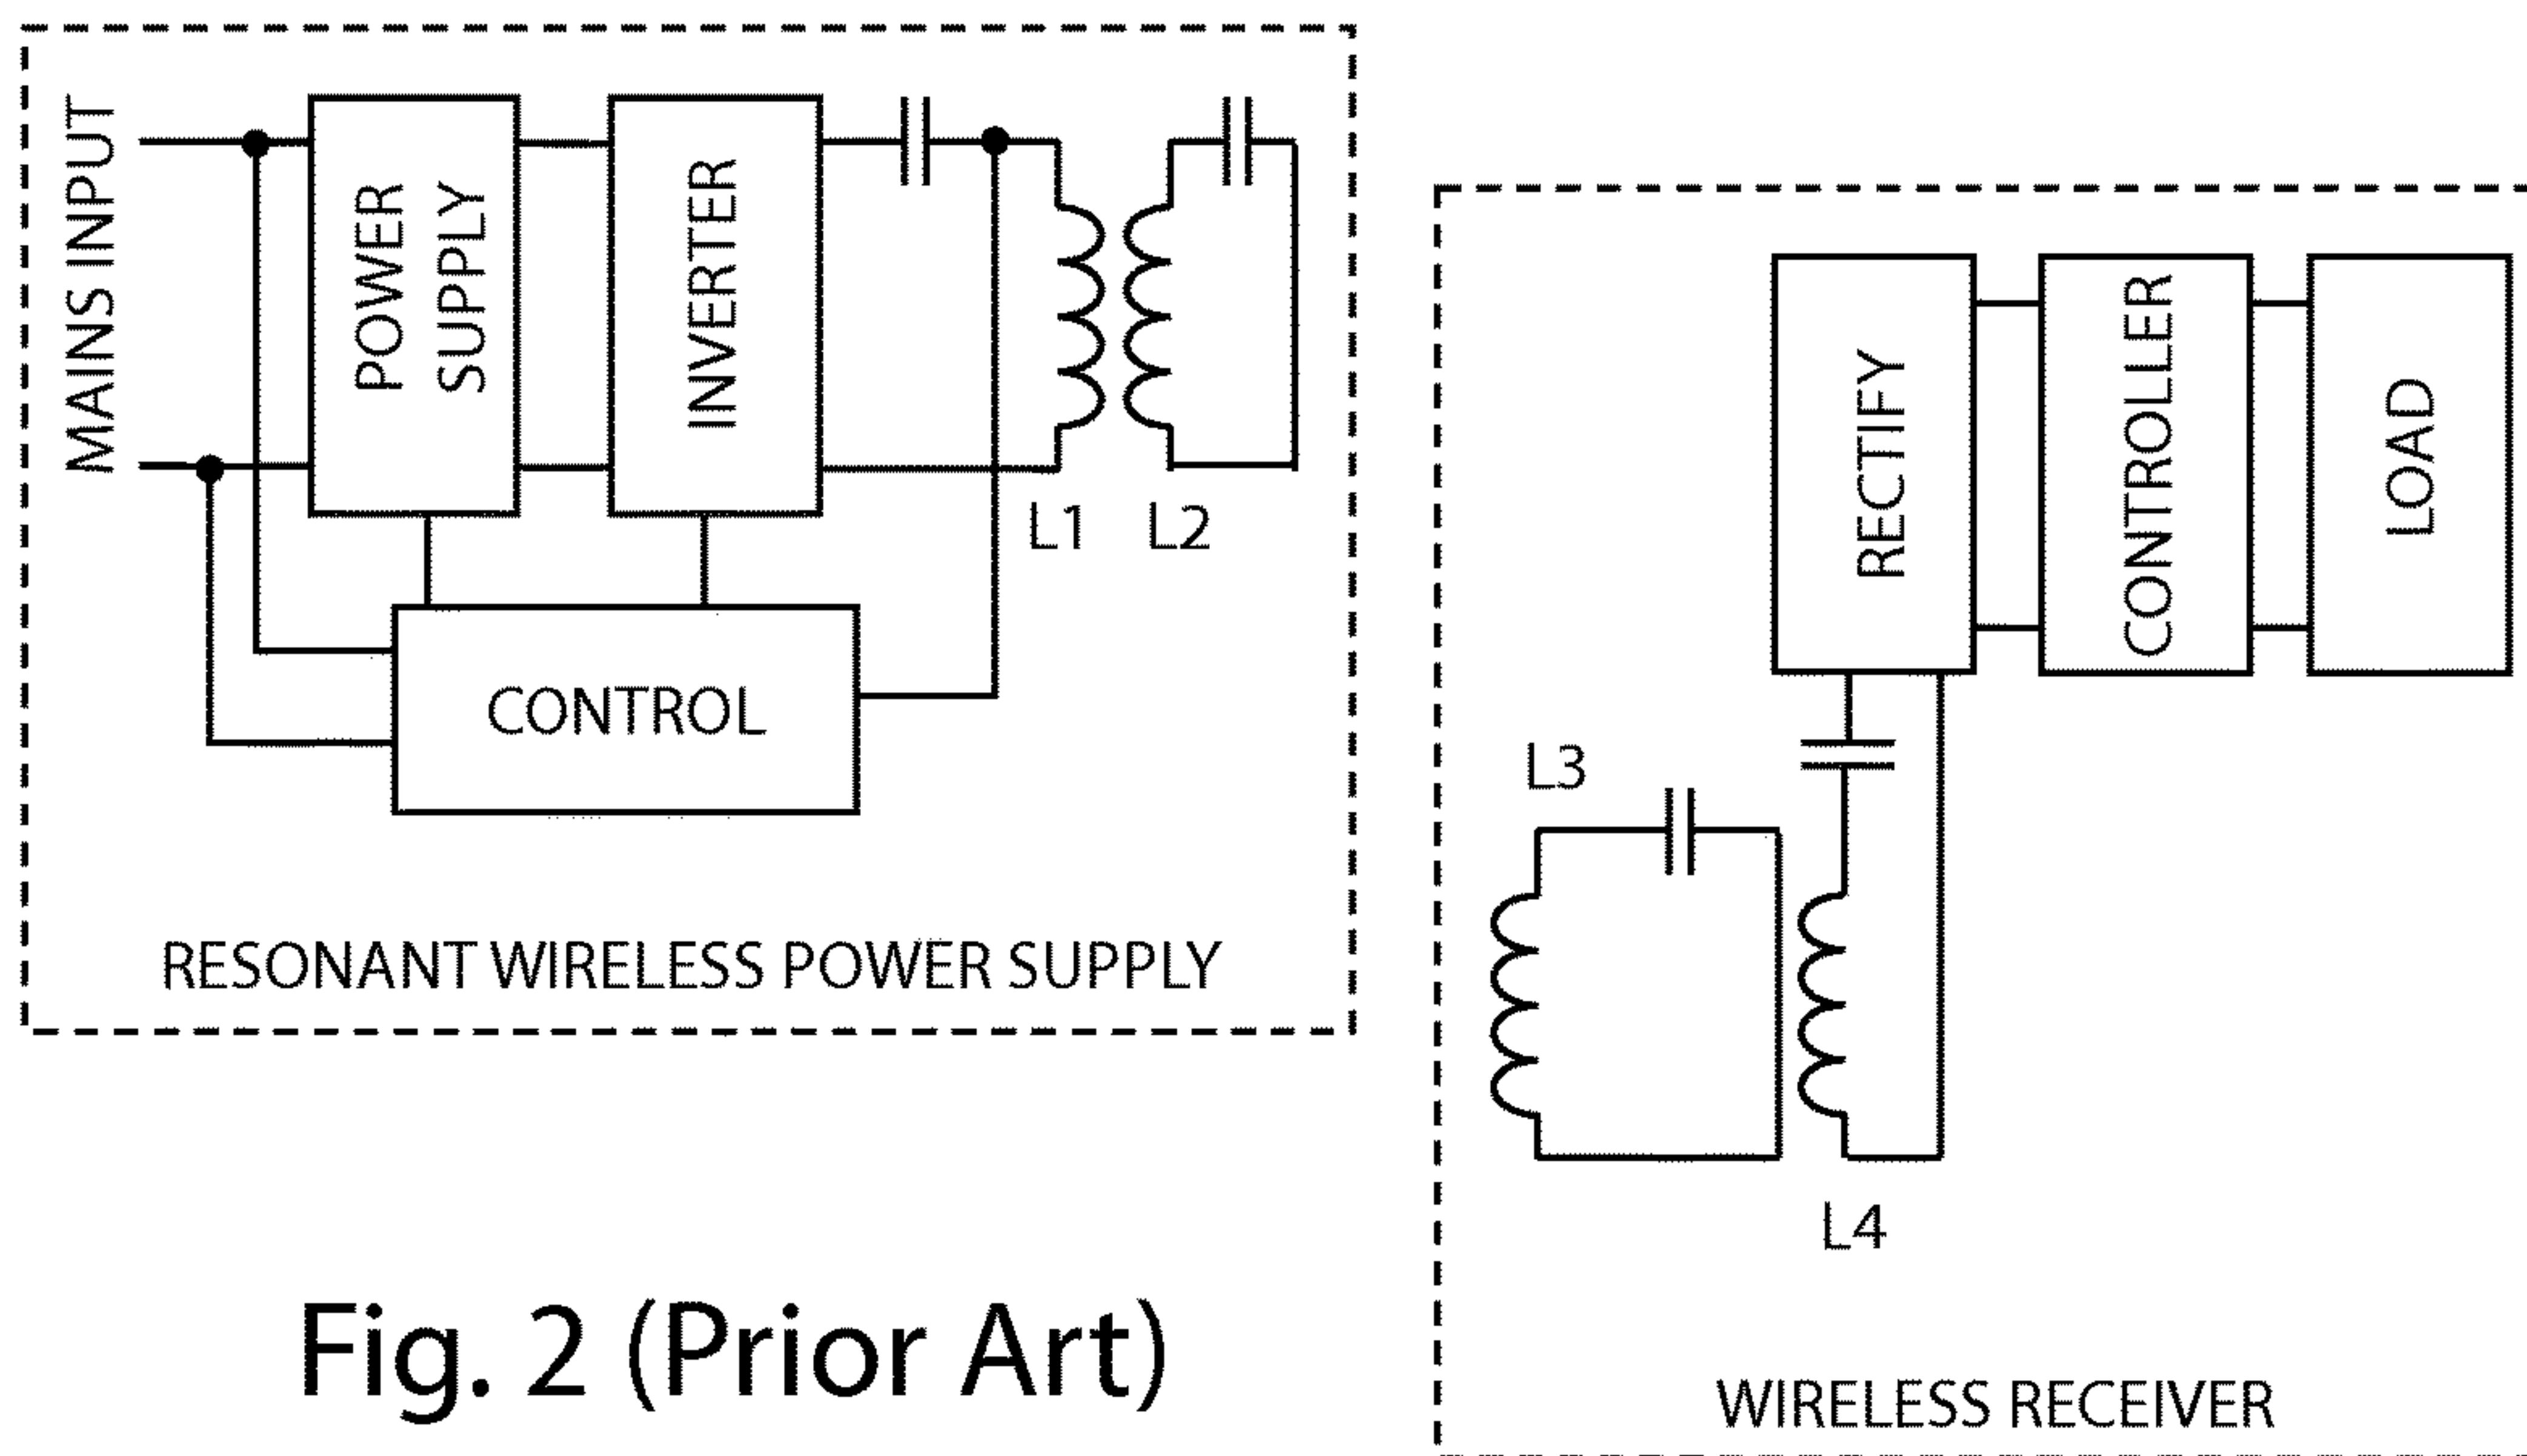 MAINS INPUT
POWER
SUPPLY
INVERTER
L1
L2
CONTROL
RESONANT WIRELESS POWER SUPPLY
RECTIFY
CONTROLLER
LOAD
L3
L4
WIRELESS RECEIVER
Fig. 2 (Prior Art)